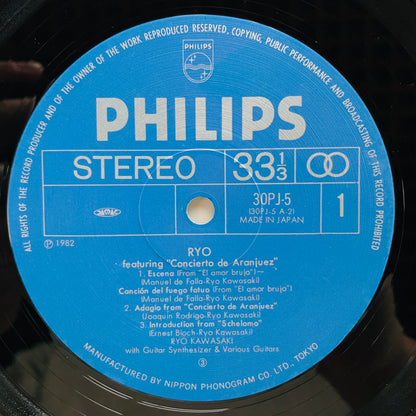 ALL RIGHTS OF THE RECORD PRODUCER AND OF THE OWNER OF THE WORK REPRODUCED RESERVED, COPYING, PUBLIC PERFORMANCE AND BROADCASTING OF THIS RECORD PROHIBITED
PHILIPS
PHILIPS
STEREO 33 1/3
30PJ-5
(30PJ-5 A 2)
MADE IN JAPAN
1
Ⓟ 1982
RYO
featuring "Concierto de Aranjuez"
1. Escena (From "El amor brujo")～
(Manuel de Falla-Ryo Kawasaki)
Canción del fuego fatuo (From "El amor brujo")
(Manuel de Falla-Ryo Kawasaki)
2. Adagio from "Concierto de Aranjuez"
(Joaquin Rodrigo-Ryo Kawasaki)
3. Introduction from "Schelomo"
(Ernest Bloch-Ryo Kawasaki)
RYO KAWASAKI
with Guitar Synthesizer & Various Guitars
③
MANUFACTURED BY NIPPON PHONOGRAM CO. LTD., TOKYO